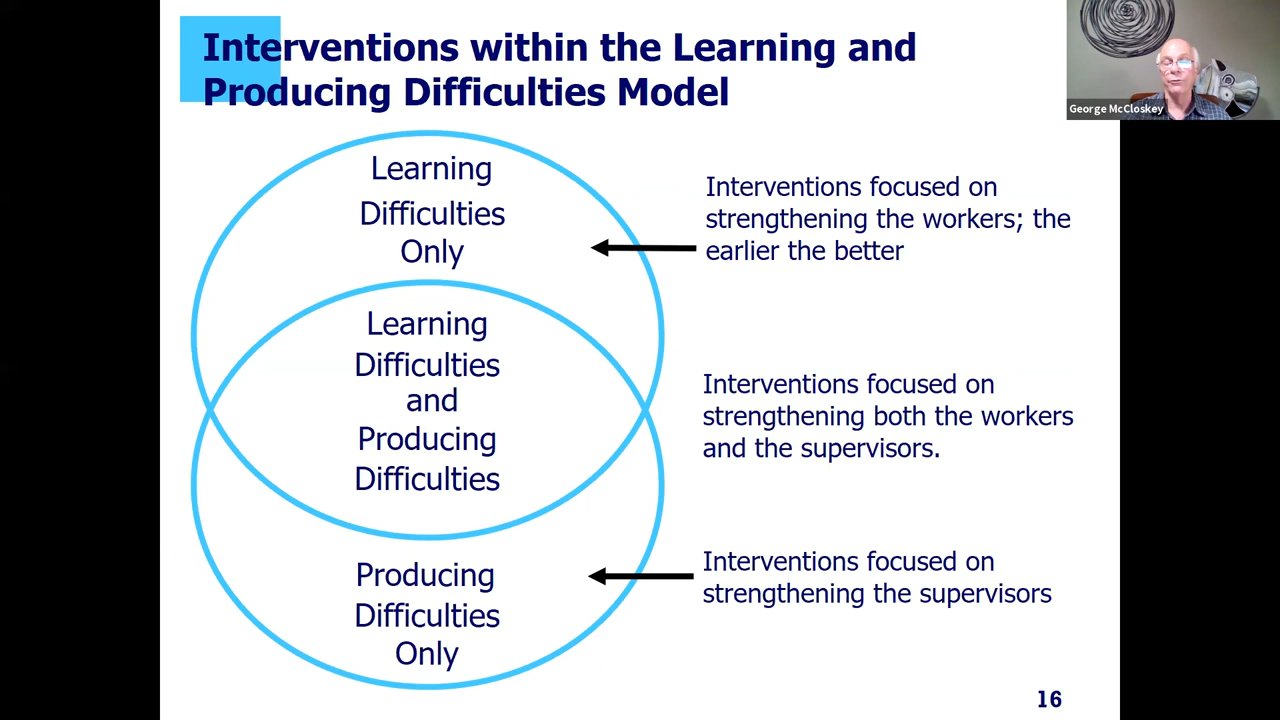 Interventions within the Learning and
Producing Difficulties Model
George McCloskey
Learning
Difficulties
Only
Interventions focused on
strengthening the workers; the
earlier the better
Learning
Difficulties
and
Producing
Difficulties
Interventions focused on
strengthening both the workers
and the supervisors.
Producing
Difficulties
Only
Interventions focused on
strengthening the supervisors
16